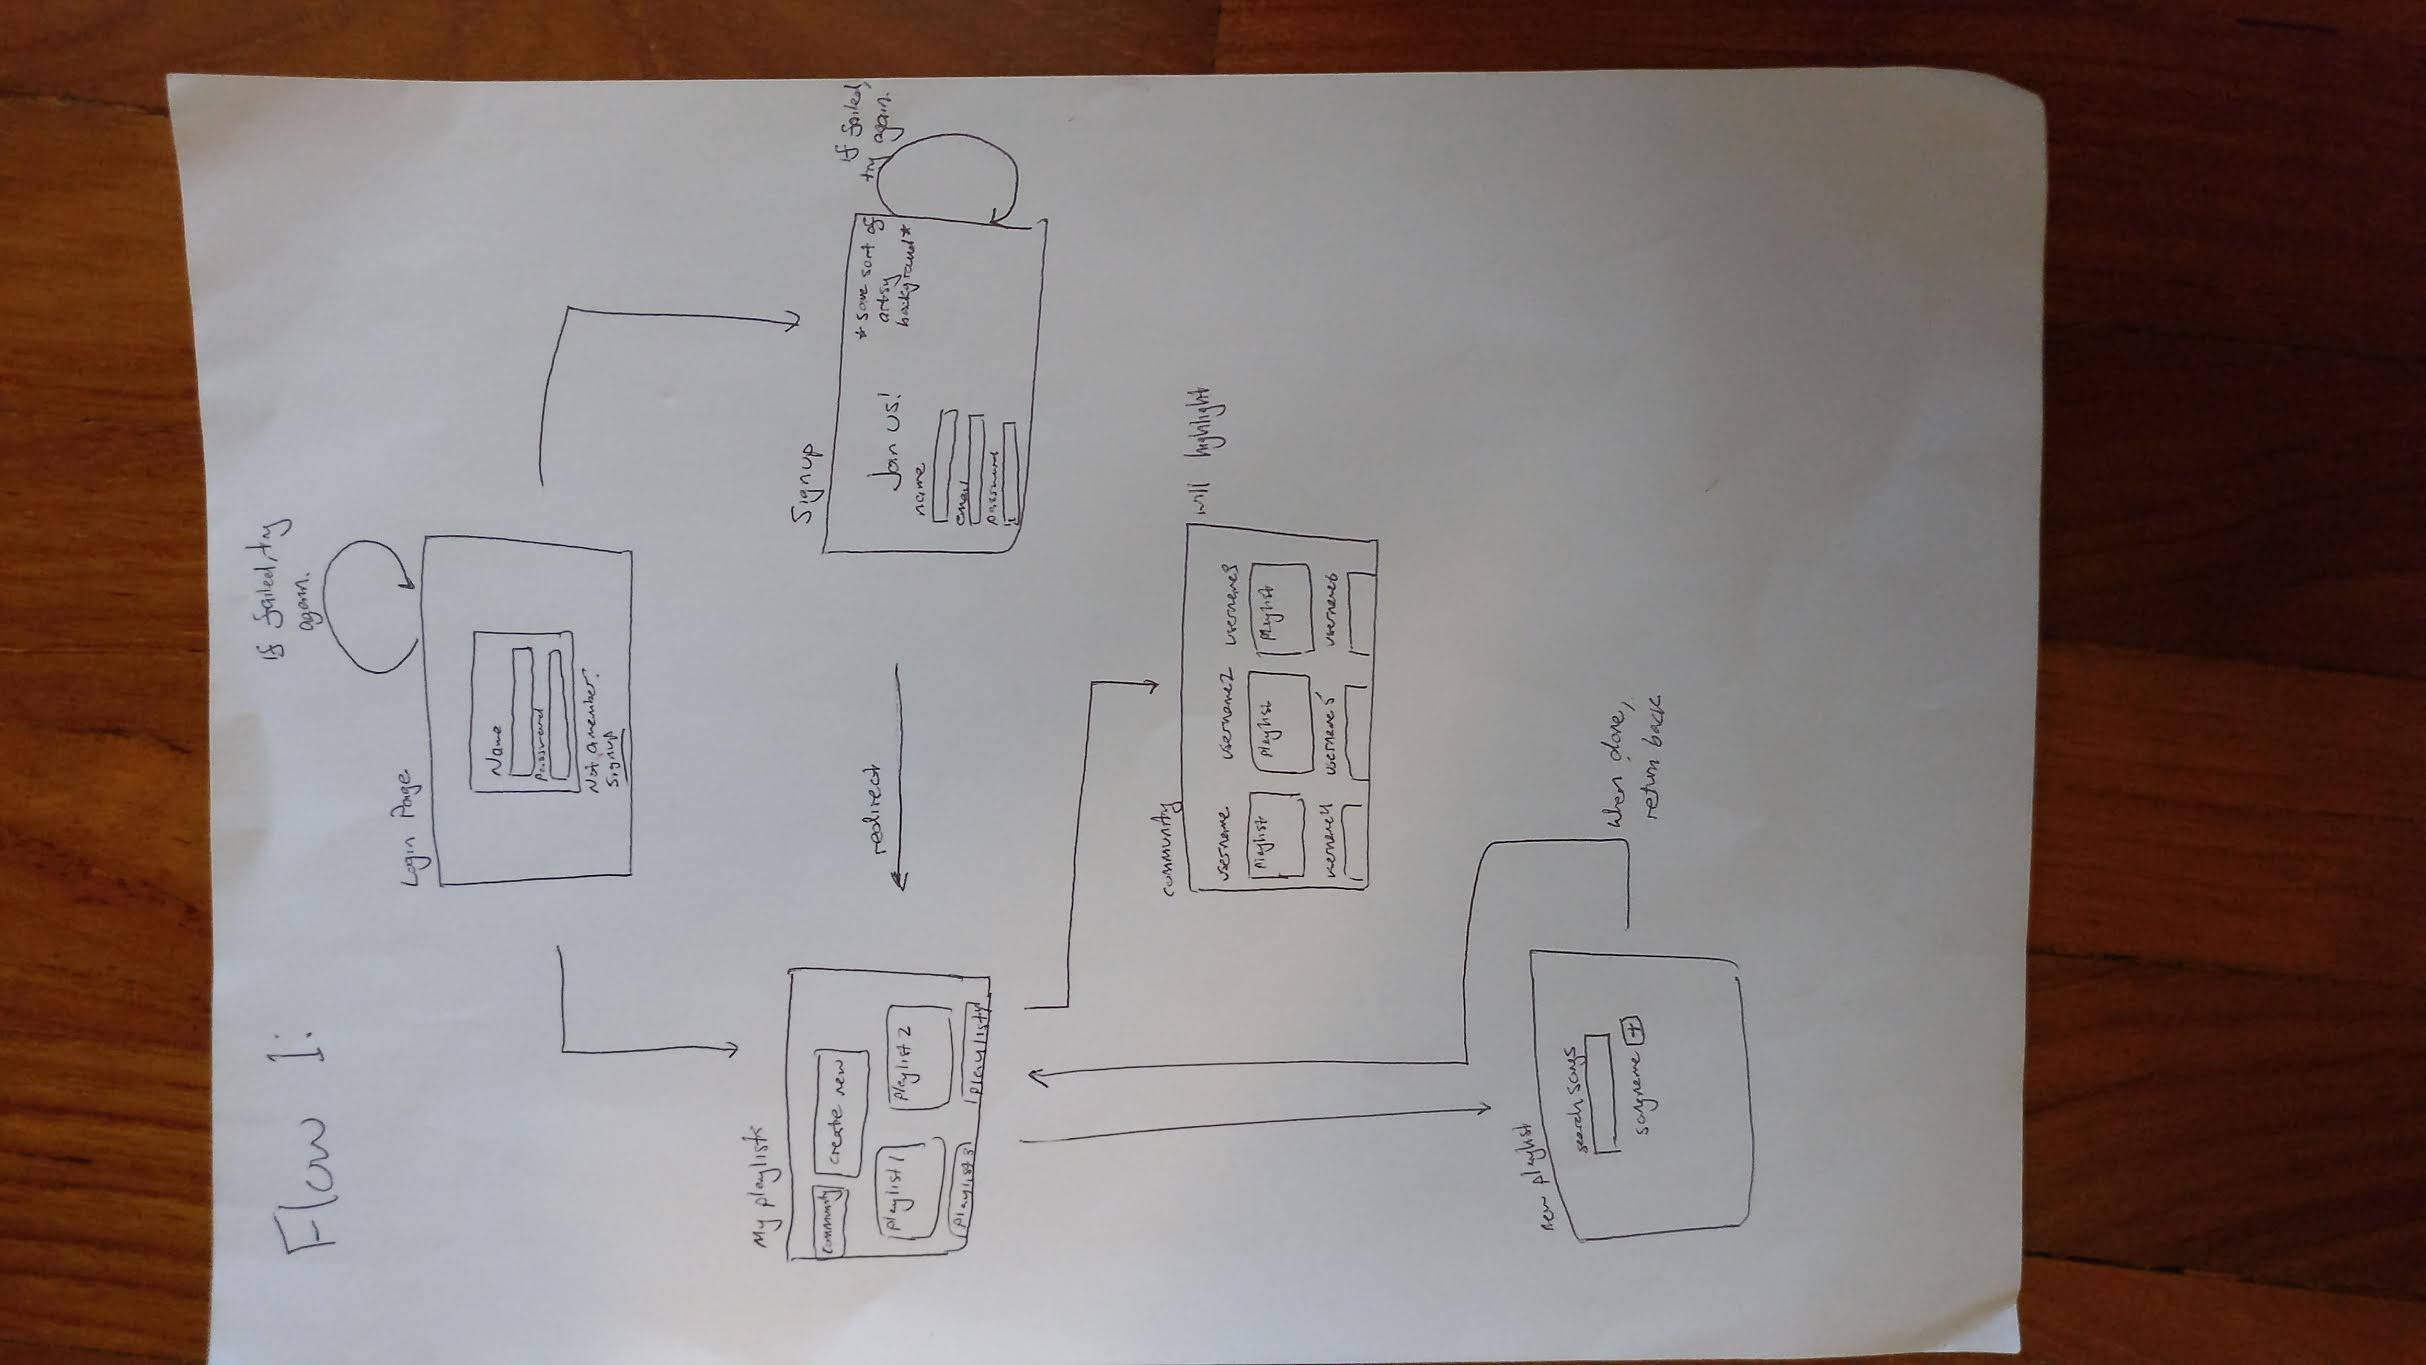 Flow 1:
If failed, try
again.
Login Page
Name
Password
Not a member?
Signup
If failed,
try again.
Signup
*some sort of
artsy
background*
Join us!
name
email
password
redirect
My playlists
community
create new
Playlist 1
Playlist 2
Playlist 3
Playlist 4
community
will highlight
username
username2
username3
Playlist
Playlist
Playlist
username4
username5
username6
When done,
return back
new playlist
search songs
songname +